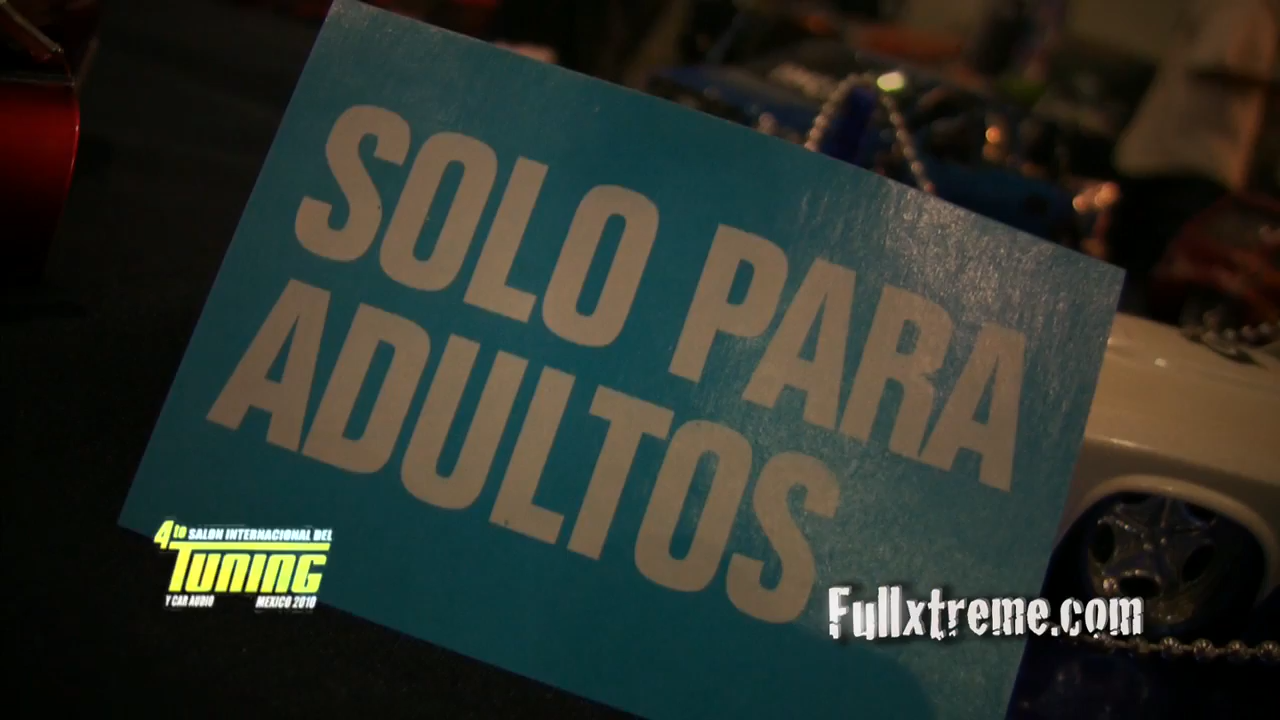 SOLO PARA
ADULTOS
4to SALON INTERNACIONAL DEL
TUNING
Y CAR AUDIO MEXICO 2010
Fullxtreme.com